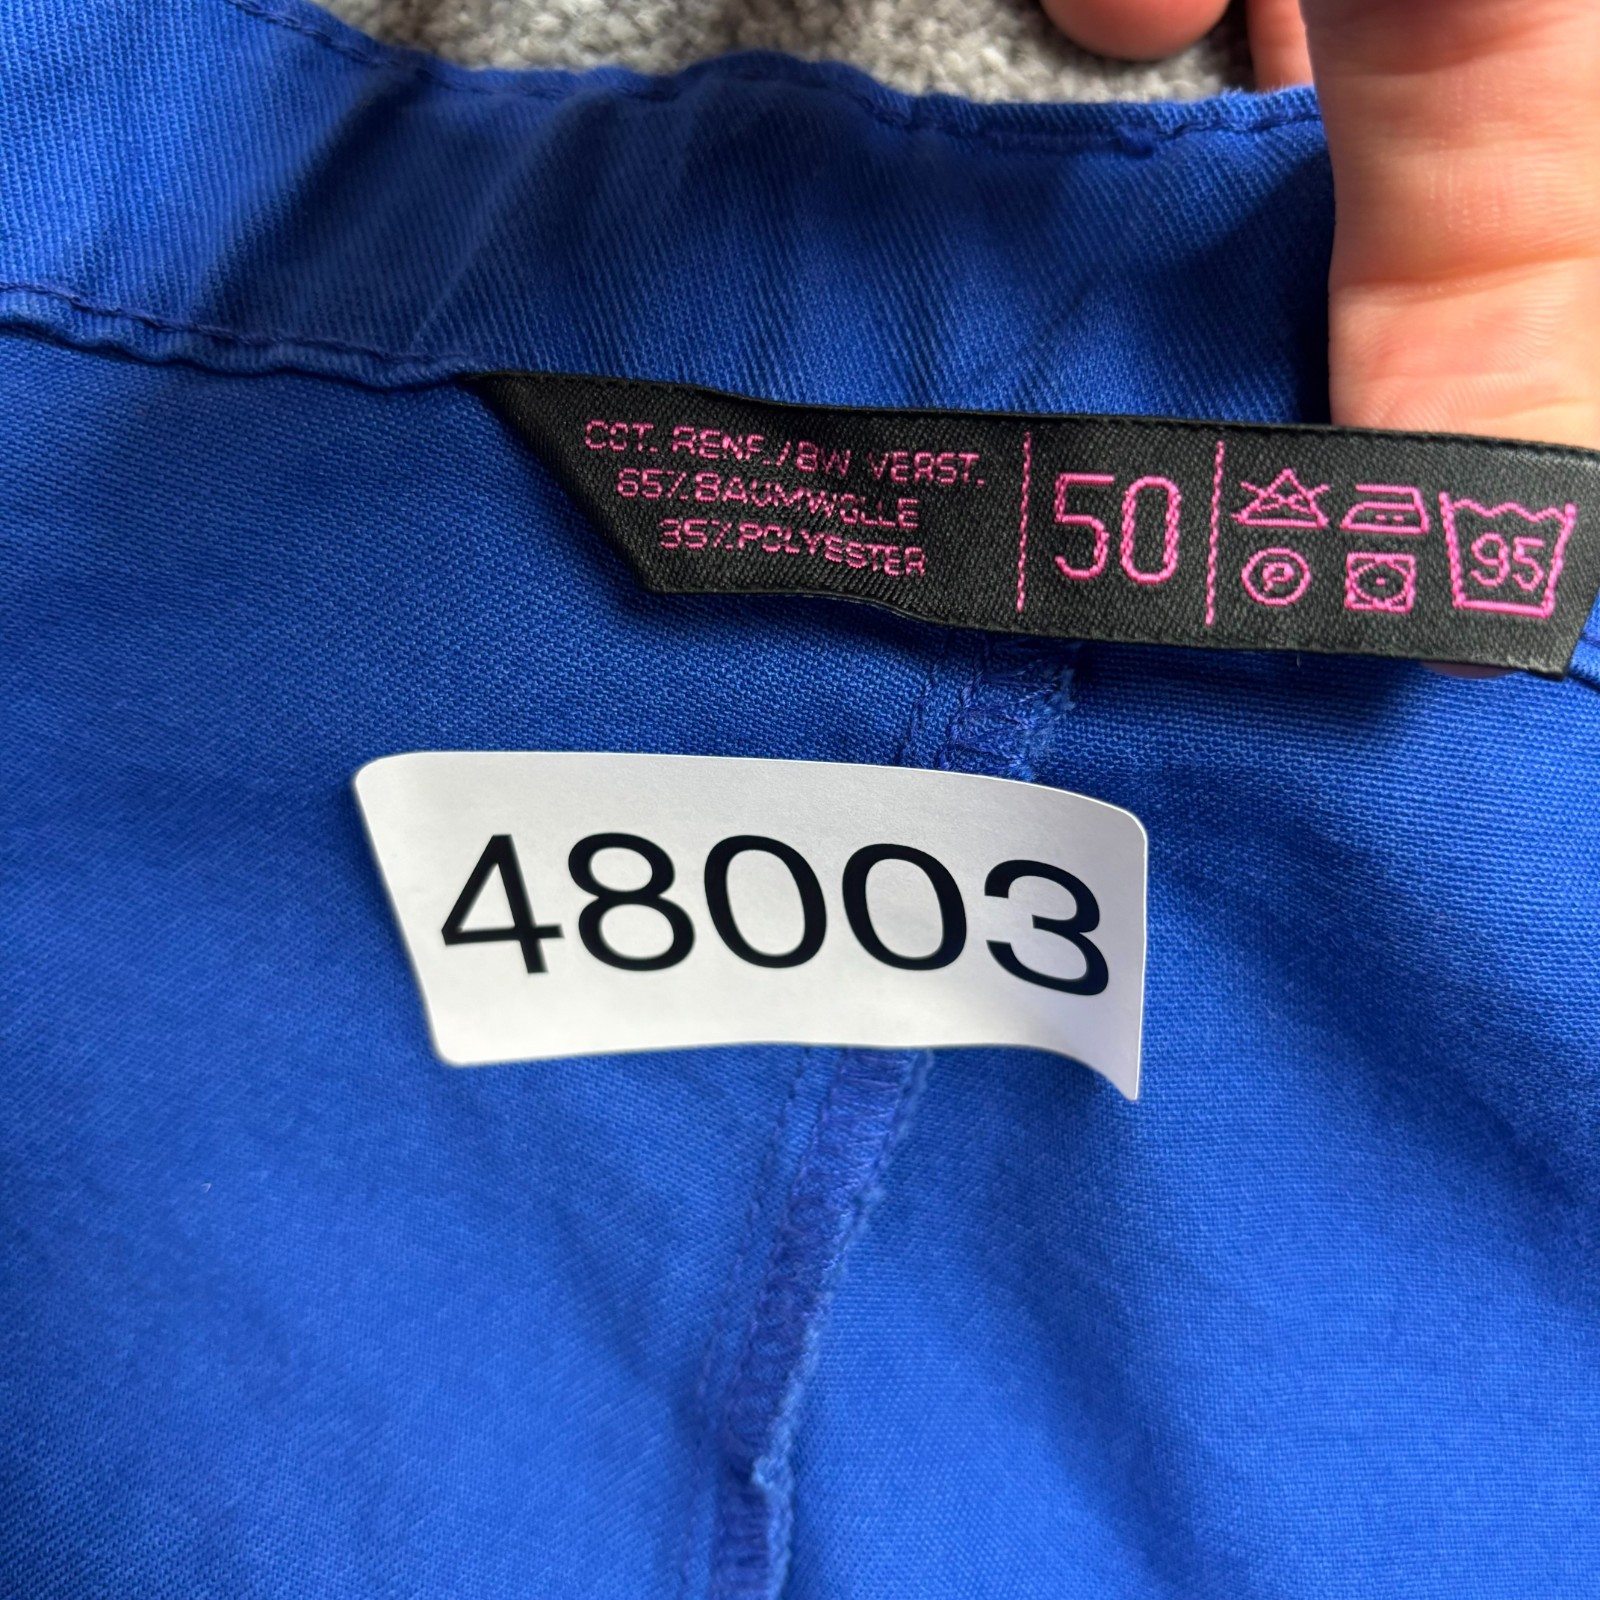 COT. RENF./BW VERST.
65% BAUMWOLLE
35% POLYESTER
50
P
95
48003